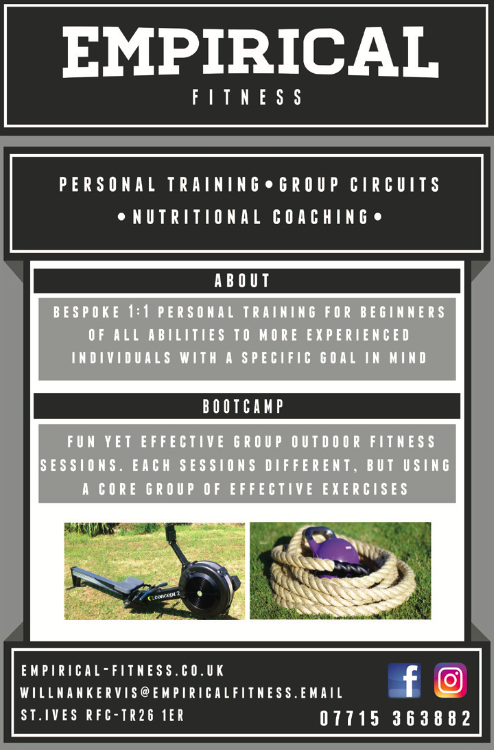 EMPIRICAL
FITNESS
PERSONAL TRAINING•GROUP CIRCUITS
•NUTRITIONAL COACHING•
ABOUT
BESPOKE 1:1 PERSONAL TRAINING FOR BEGINNERS
OF ALL ABILITIES TO MORE EXPERIENCED
INDIVIDUALS WITH A SPECIFIC GOAL IN MIND
BOOTCAMP
FUN YET EFFECTIVE GROUP OUTDOOR FITNESS
SESSIONS. EACH SESSIONS DIFFERENT, BUT USING
A CORE GROUP OF EFFECTIVE EXERCISES
CONCEPT 2
EMPIRICAL-FITNESS.CO.UK
WILLNANKERVIS@EMPIRICALFITNESS.EMAIL
ST.IVES RFC-TR26 1ER
07715 363882